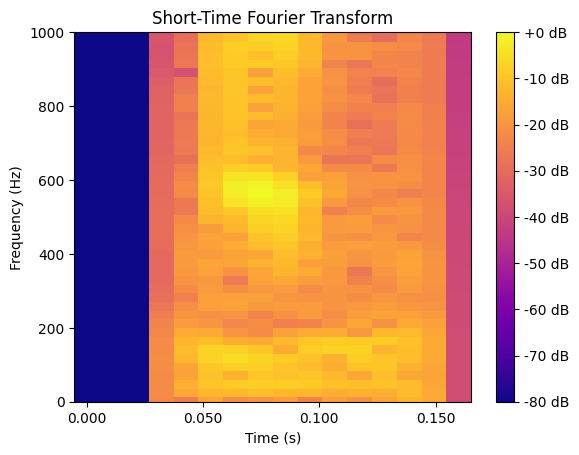 Short-Time Fourier Transform
1000
800
600
400
200
0
Frequency (Hz)
0.000
0.050
0.100
0.150
Time (s)
+0 dB
-10 dB
-20 dB
-30 dB
-40 dB
-50 dB
-60 dB
-70 dB
-80 dB